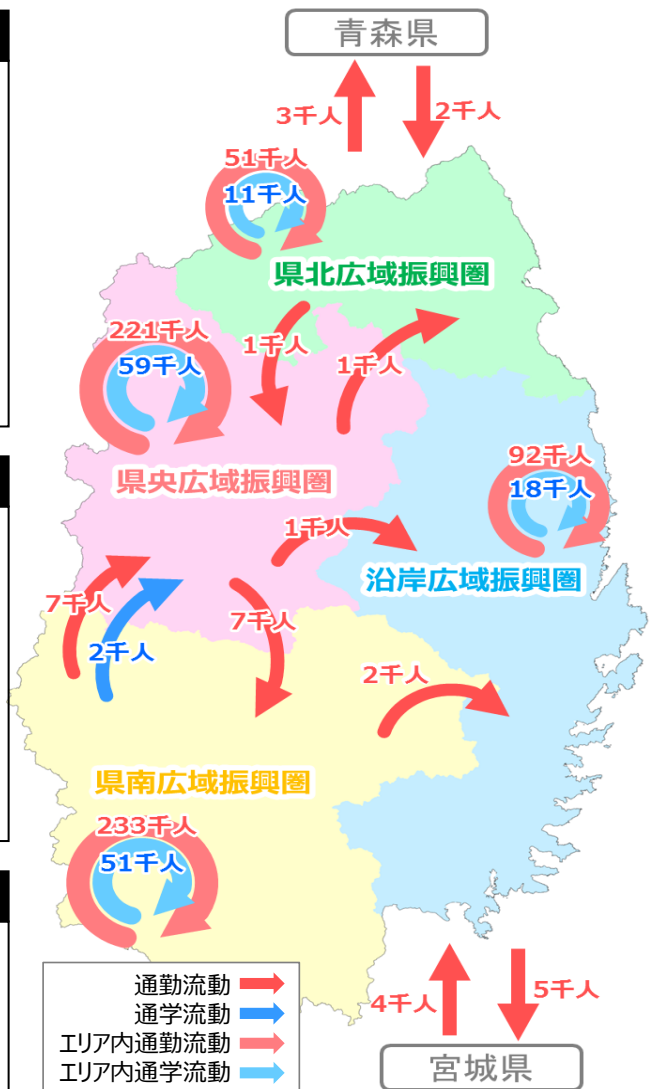 青森県
3千人
2千人
51千人
11千人
県北広域振興圏
221千人
59千人
1千人
1千人
県央広域振興圏
92千人
18千人
1千人
沿岸広域振興圏
7千人
2千人
7千人
2千人
県南広域振興圏
233千人
51千人
通勤流動
通学流動
エリア内通勤流動
エリア内通学流動
4千人
5千人
宮城県